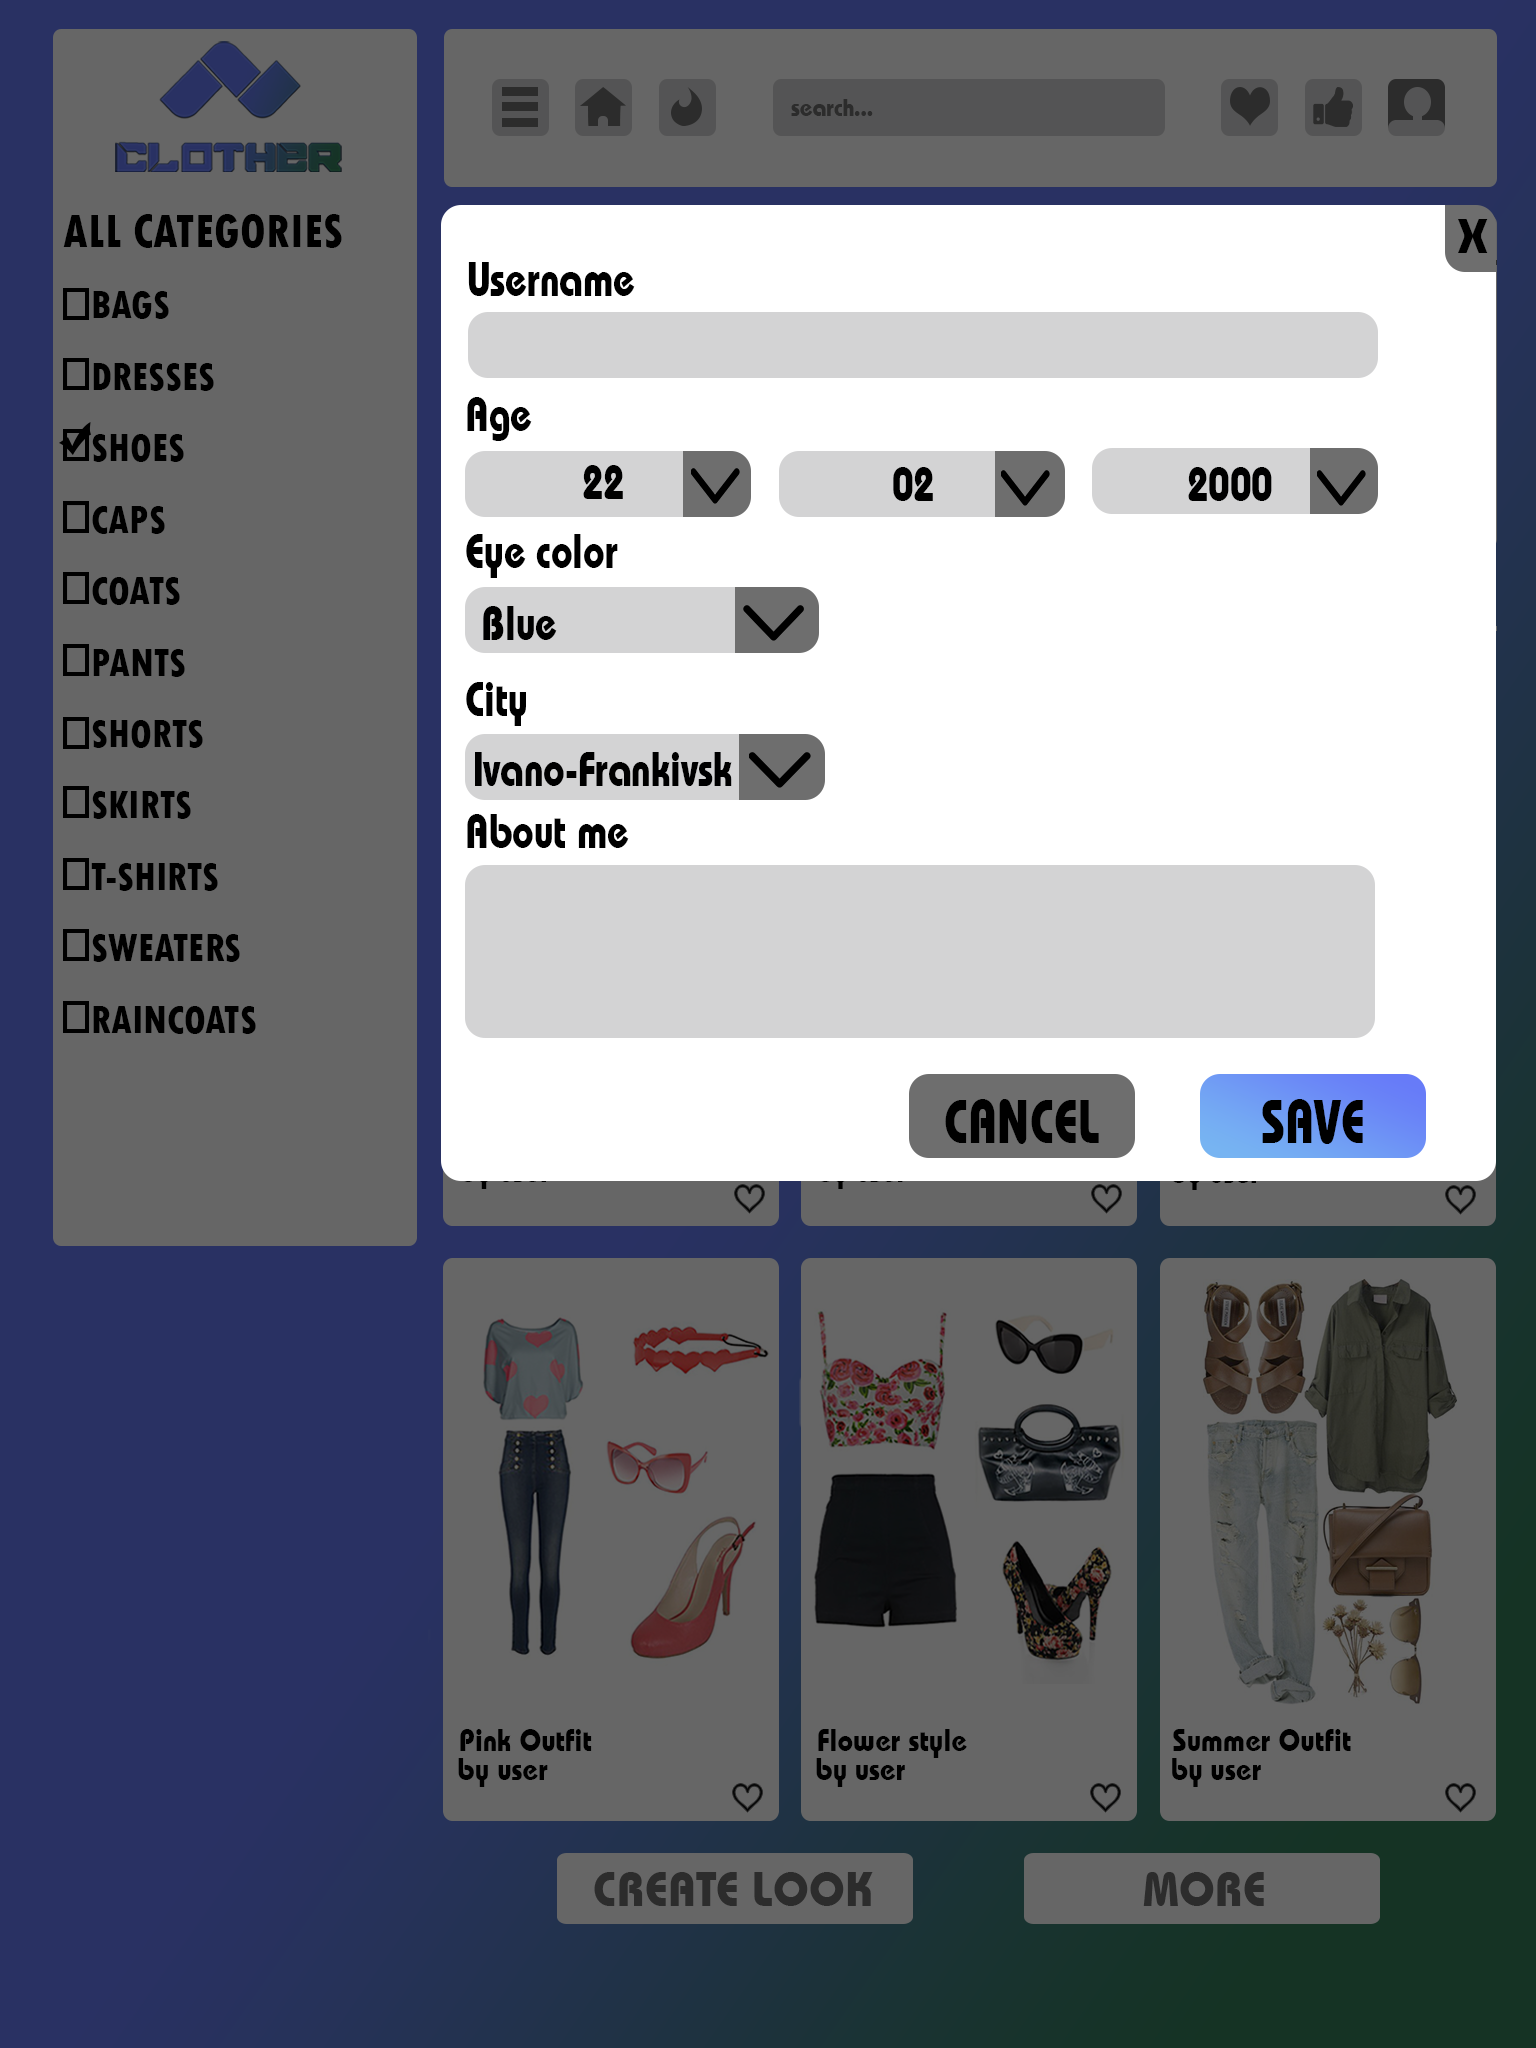 CLOTHER
search...
ALL CATEGORIES
BAGS
DRESSES
SHOES
CAPS
COATS
PANTS
SHORTS
SKIRTS
T-SHIRTS
SWEATERS
RAINCOATS
X
Username
Age
22 02 2000
Eye color
Blue
City
Ivano-Frankivsk
About me
CANCEL SAVE
by user
Pink Outfit
by user
Flower style
by user
Summer Outfit
by user
CREATE LOOK
MORE